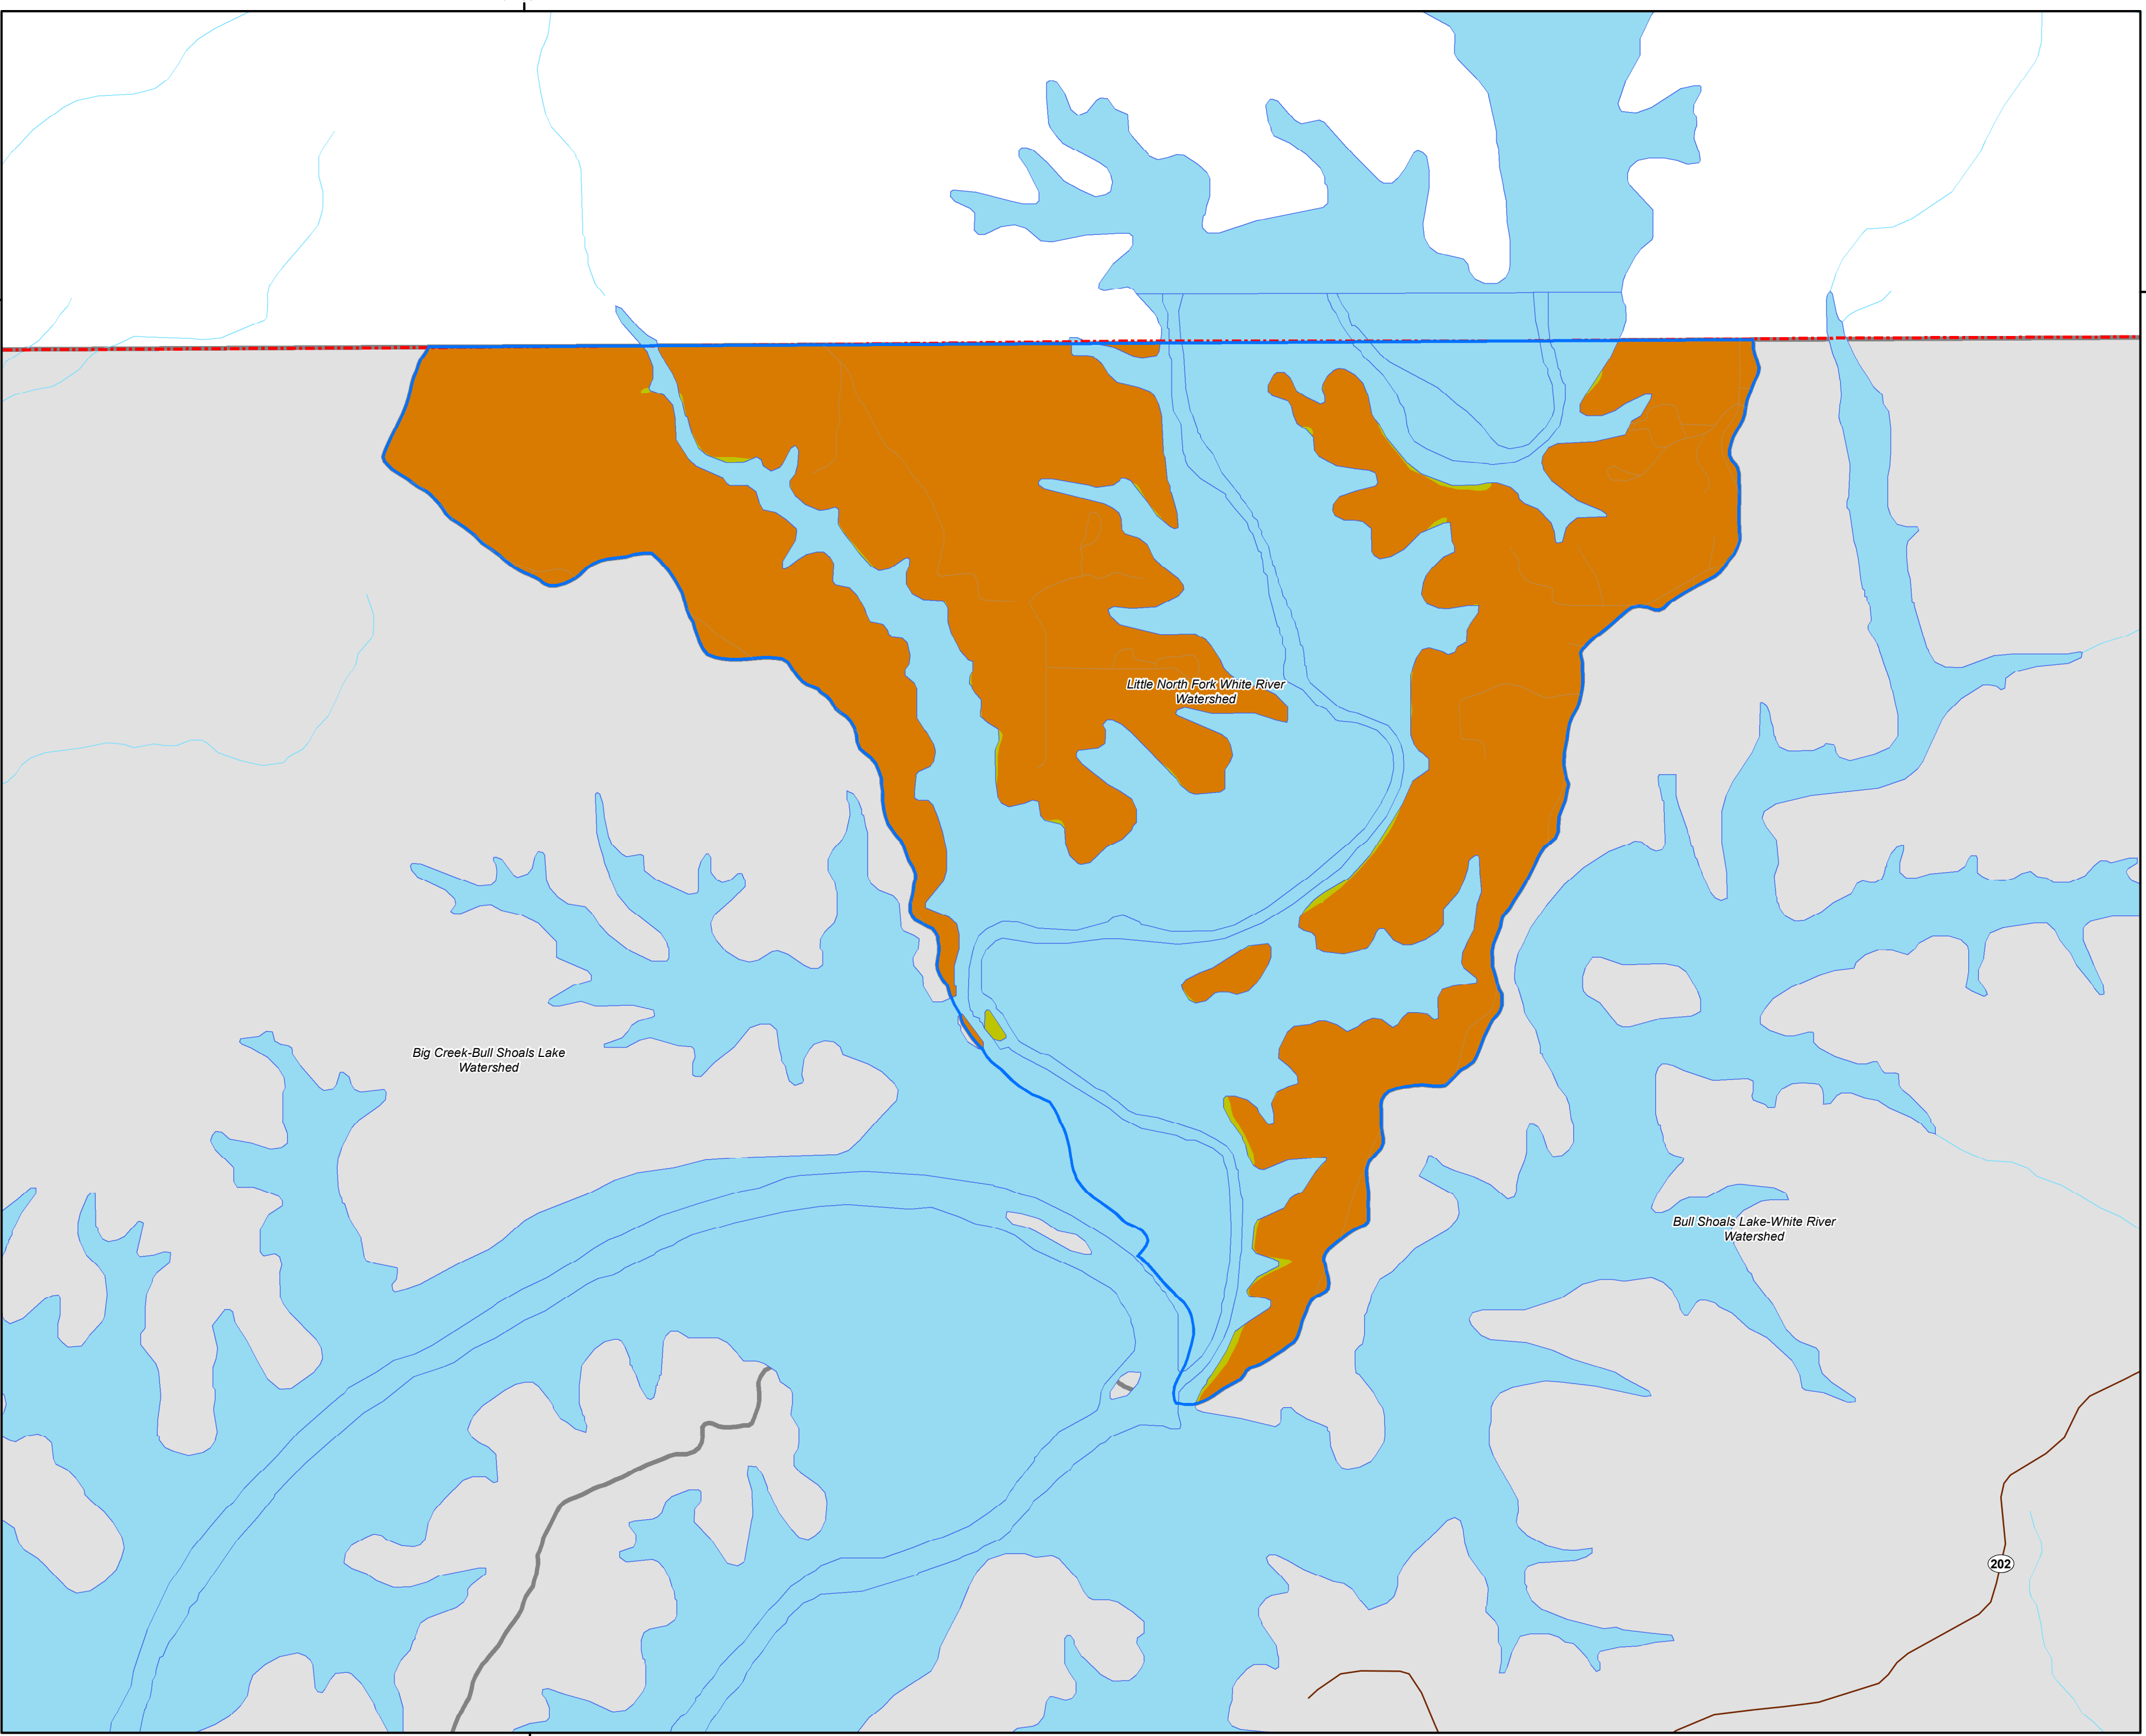 Little North Fork White River
Watershed
Big Creek-Bull Shoals Lake
Watershed
Bull Shoals Lake-White River
Watershed
202